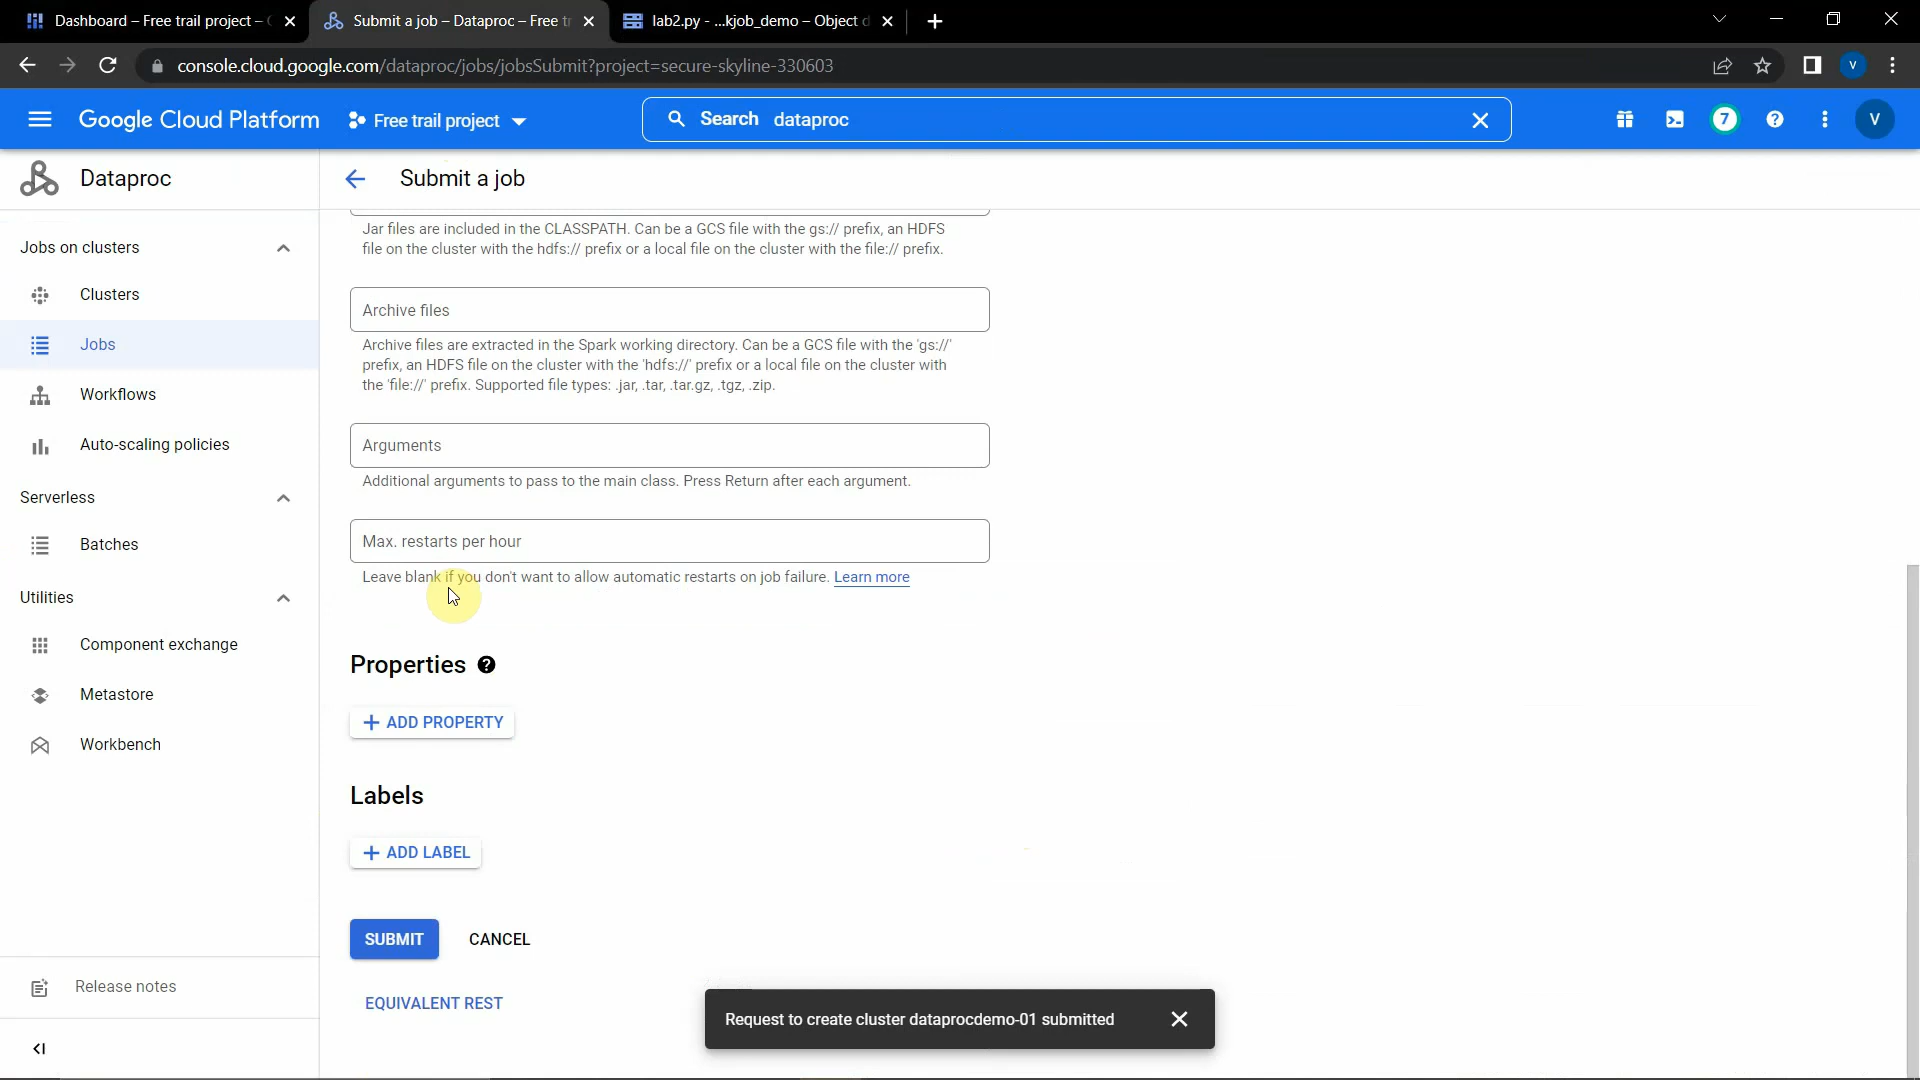 Dashboard – Free trail project –
Submit a job – Dataproc – Free
lab2.py - ...kjob_demo – Object
console.cloud.google.com/dataproc/jobs/jobsSubmit?project=secure-skyline-330603
V
Google Cloud Platform
Free trail project
Search dataproc
7
V
Dataproc
Submit a job
Jobs on clusters
Clusters
Jobs
Workflows
Auto-scaling policies
Serverless
Batches
Utilities
Component exchange
Metastore
Workbench
Release notes
Jar files are included in the CLASSPATH. Can be a GCS file with the gs:// prefix, an HDFS
file on the cluster with the hdfs:// prefix or a local file on the cluster with the file:// prefix.
Archive files
Archive files are extracted in the Spark working directory. Can be a GCS file with the 'gs://'
prefix, an HDFS file on the cluster with the 'hdfs://' prefix or a local file on the cluster with
the 'file://' prefix. Supported file types: .jar, .tar, .tar.gz, .tgz, .zip.
Arguments
Additional arguments to pass to the main class. Press Return after each argument.
Max. restarts per hour
Leave blank if you don't want to allow automatic restarts on job failure. Learn more
Properties
+ ADD PROPERTY
Labels
+ ADD LABEL
SUBMIT
CANCEL
EQUIVALENT REST
Request to create cluster dataprocdemo-01 submitted